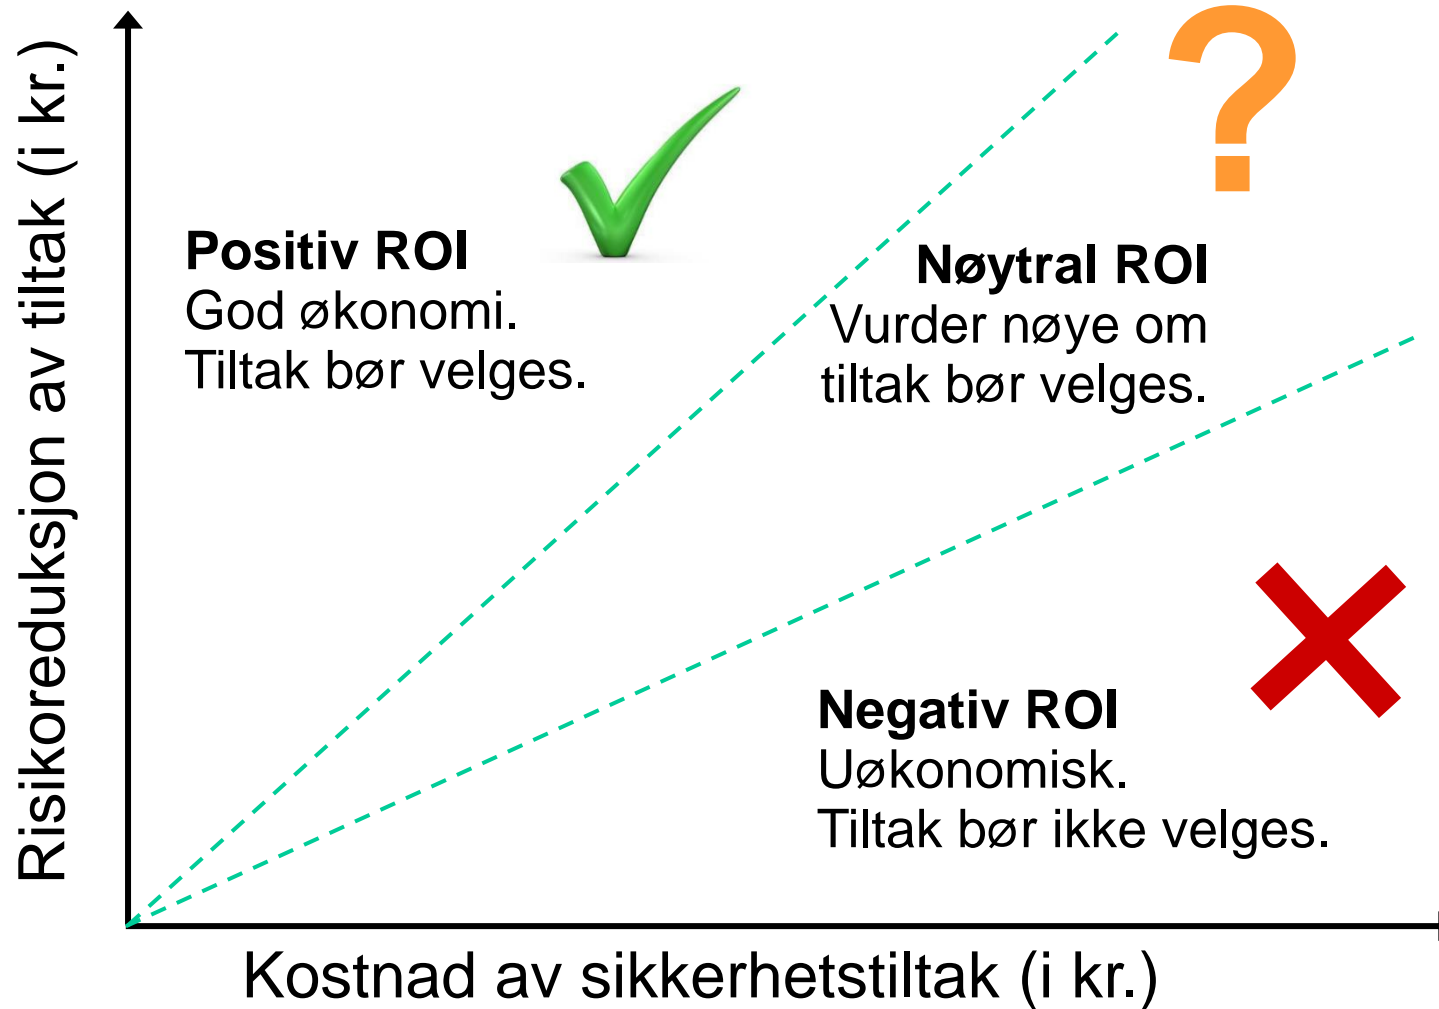 Risikoreduksjon av tiltak (i kr.)
?
Positiv ROI
God økonomi.
Tiltak bør velges.
Nøytral ROI
Vurder nøye om
tiltak bør velges.
Negativ ROI
Uøkonomisk.
Tiltak bør ikke velges.
Kostnad av sikkerhetstiltak (i kr.)